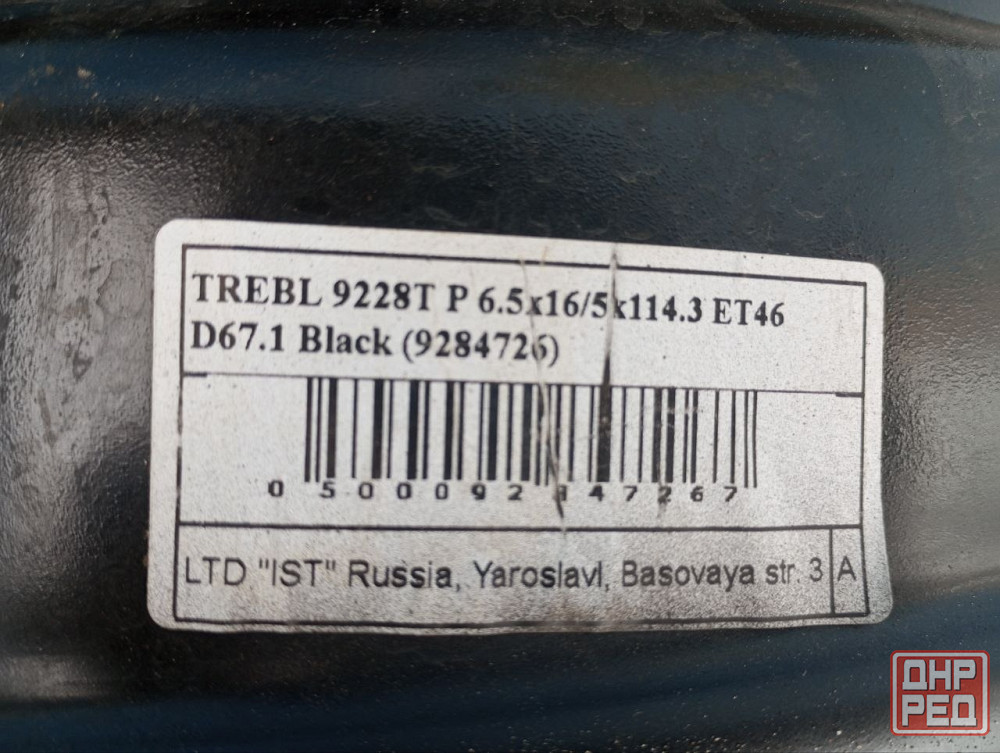 TREBL 9228T P 6.5x16/5x114.3 ET46
D67.1 Black (9284726)
0 500092 847267
LTD "IST" Russia, Yaroslavl, Basovaya str. 3 A
ДНР
РЕД